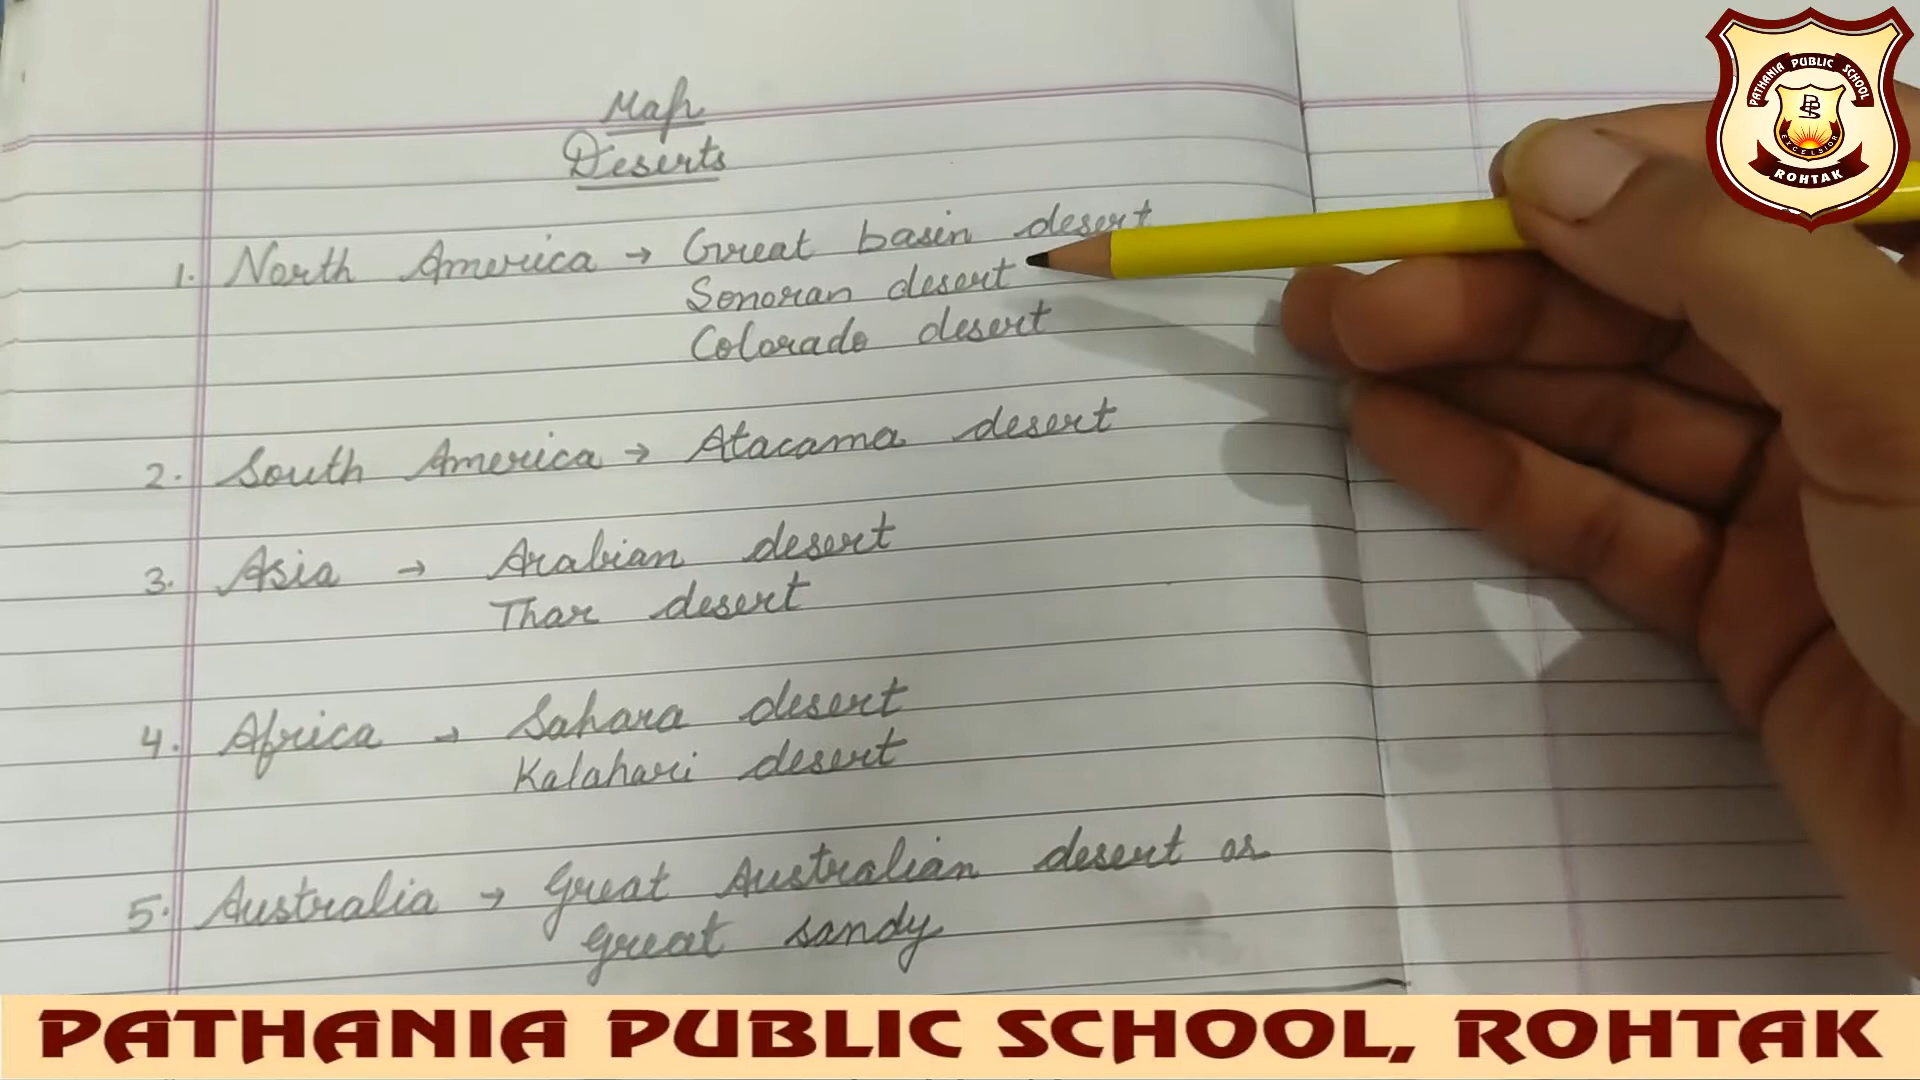 Map
Deserts
1. North America → Great basin desert
Sonoran desert
Colorado desert
2. South America → Atacama desert
3. Asia → Arabian desert
Thar desert
4. Africa → Sahara desert
Kalahari desert
5. Australia → Great Australian desert or
Great sandy
PATHANIA PUBLIC SCHOOL
EXCELSIOR
ROHTAK
PATHANIA PUBLIC SCHOOL, ROHTAK